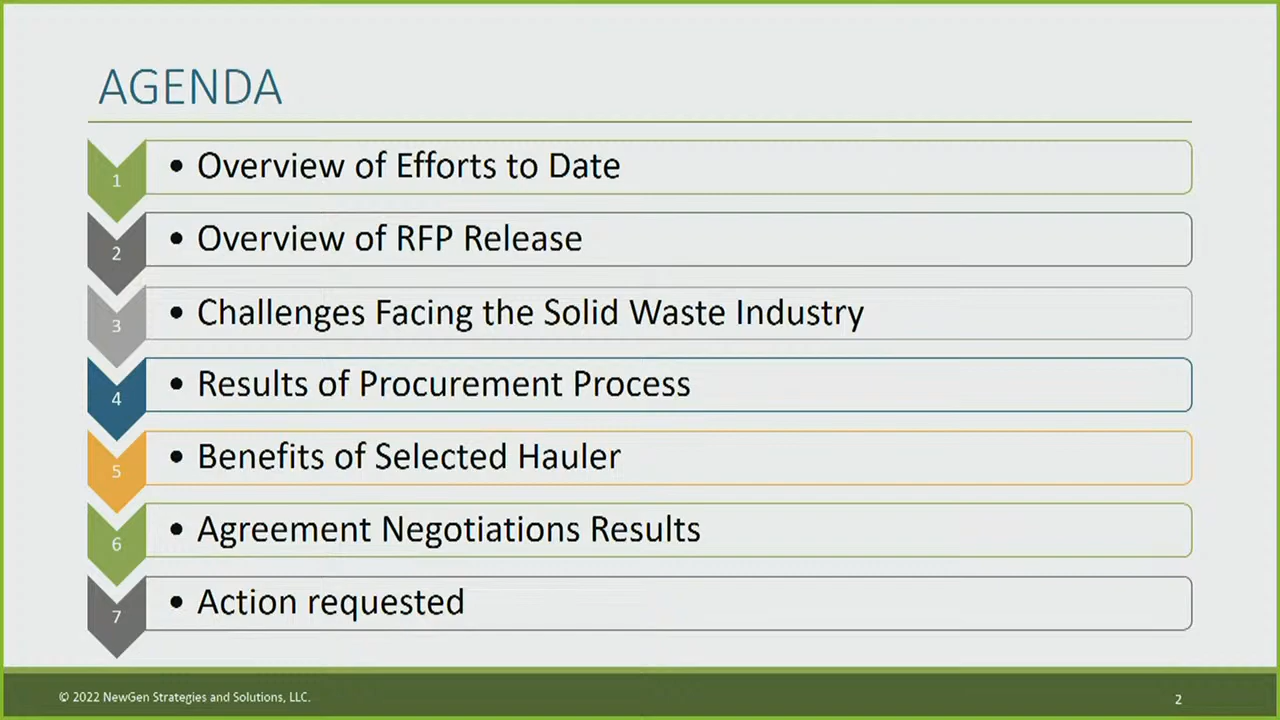 AGENDA
1 • Overview of Efforts to Date
2 • Overview of RFP Release
3 • Challenges Facing the Solid Waste Industry
4 • Results of Procurement Process
5 • Benefits of Selected Hauler
6 • Agreement Negotiations Results
7 • Action requested
© 2022 NewGen Strategies and Solutions, LLC. 2